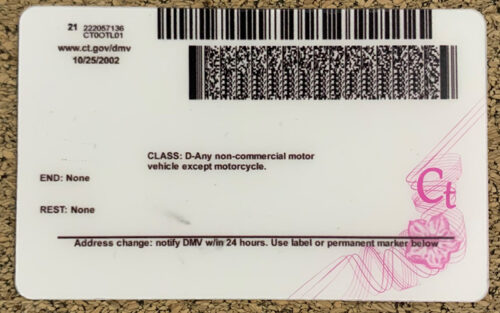 21 222057136
CT0OTL01
www.ct.gov/dmv
10/25/2002
CLASS: D-Any non-commercial motor
vehicle except motorcycle.
END: None
Ct
REST: None
Address change: notify DMV w/in 24 hours. Use label or permanent marker below